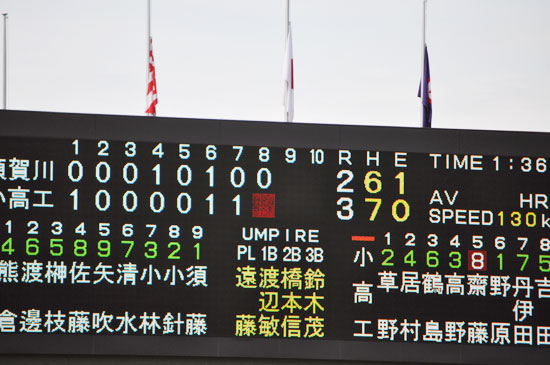 1 2 3 4 5 6 7 8 9 10 R H E TIME 1:36
須賀川 0 0 0 1 0 1 0 0 2 6 1
小高工 1 0 0 0 0 1 1 3 7 0
AV HR
SPEED 130 k
UMPIRE
PL 1B 2B 3B
1 2 3 4 5 6 7 8 9
4 6 5 8 9 7 3 2 1
熊渡榊佐矢清小小須
倉邊枝藤吹水林針藤
遠渡橋鈴
辺本木
藤敏信茂
1 2 3 4 5 6 7 8
小高工
2 4 6 3 8 1 7 5
草居鶴高齋野丹吉
伊
野村島野藤原田田